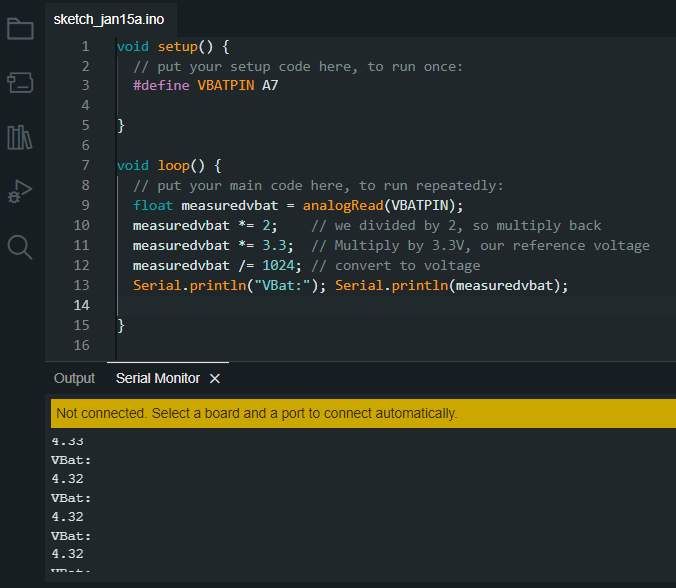 sketch_jan15a.ino
1 void setup() {
2 // put your setup code here, to run once:
3 #define VBATPIN A7
4
5 }
6
7 void loop() {
8 // put your main code here, to run repeatedly:
9 float measuredvbat = analogRead(VBATPIN);
10 measuredvbat *= 2; // we divided by 2, so multiply back
11 measuredvbat *= 3.3; // Multiply by 3.3V, our reference voltage
12 measuredvbat /= 1024; // convert to voltage
13 Serial.println("VBat:"); Serial.println(measuredvbat);
14
15 }
16
Output Serial Monitor ×
Not connected. Select a board and a port to connect automatically.
4.33
VBat:
4.32
VBat:
4.32
VBat:
4.32
VBat: